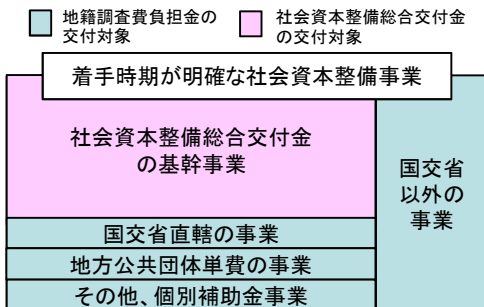 地籍調査費負担金の
交付対象
社会資本整備総合交付金
の交付対象
着手時期が明確な社会資本整備事業
社会資本整備総合交付金
の基幹事業
国交省
以外の
事業
国交省直轄の事業
地方公共団体単費の事業
その他、個別補助金事業